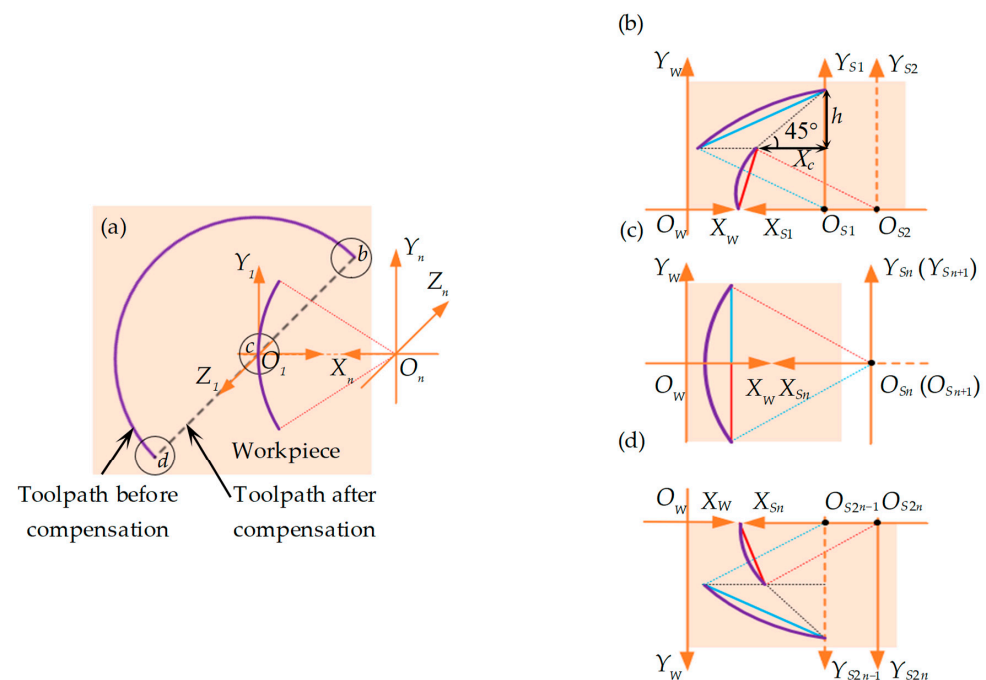 (a)
b
Y1
Yn
Zn
c
O1
Xn
On
Z1
d
Workpiece
Toolpath before
compensation
Toolpath after
compensation
(b)
YW
YS1
YS2
45°
h
Xc
OW
XW
XS1
OS1
OS2
(c)
YW
YSn (YSn+1)
OW
XW
XSn
OSn (OSn+1)
(d)
OW
XW
XSn
OS2n−1
OS2n
YW
YS2n−1
YS2n